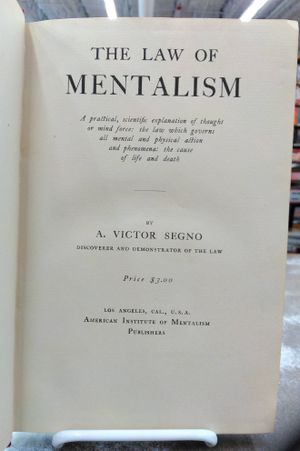 THE LAW OF
MENTALISM
A practical, scientific explanation of thought
or mind force: the law which governs
all mental and physical action
and phenomena: the cause
of life and death
BY
A. VICTOR SEGNO
DISCOVERER AND DEMONSTRATOR OF THE LAW
Price $3.00
LOS ANGELES, CAL., U.S.A.
AMERICAN INSTITUTE OF MENTALISM
PUBLISHERS